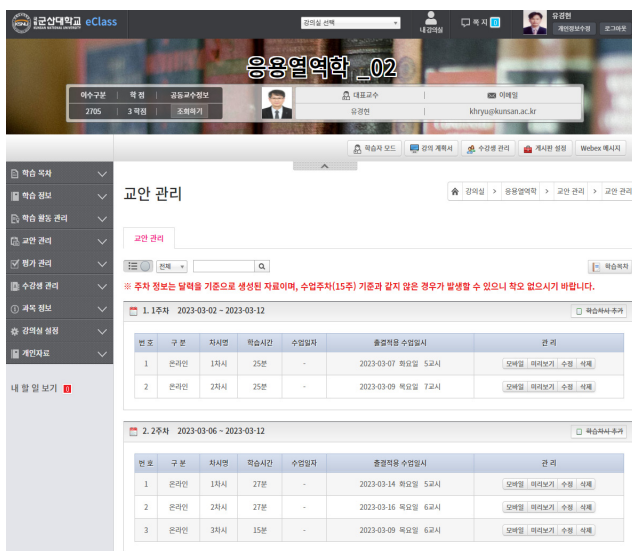 군산대학교 eClass
KUNSAN NATIONAL UNIVERSITY
강의실 선택
내강의실
쪽 지 0
유경현
개인정보수정 로그아웃
응용열역학 _02
이수구분 학 점 공동교수정보
2705 3 학점 조회하기
대표교수 이메일
유경현 khryu@kunsan.ac.kr
학습자 모드 강의 계획서 수강생 관리 게시판 설정 Webex 메시지
학습 목차
학습 정보
학습 활동 관리
교안 관리
평가 관리
수강생 관리
과목 정보
강의실 설정
개인자료
내 할 일 보기 0
교안 관리
강의실 > 응용열역학 > 교안 관리 > 교안 관리
교안 관리
전체
학습목차
※ 주차 정보는 달력을 기준으로 생성된 자료이며, 수업주차(15주) 기준과 같지 않은 경우가 발생할 수 있으니 착오 없으시기 바랍니다.
1. 1주차 2023-03-02 ~ 2023-03-12
학습차시 추가
번호 구 분 차시명 학습시간 수업일자 출결적용 수업일시 관 리
1 온라인 1차시 25분 - 2023-03-07 화요일 5교시 모바일 미리보기 수정 삭제
2 온라인 2차시 25분 - 2023-03-09 목요일 7교시 모바일 미리보기 수정 삭제
2. 2주차 2023-03-06 ~ 2023-03-12
학습차시 추가
번호 구 분 차시명 학습시간 수업일자 출결적용 수업일시 관 리
1 온라인 1차시 27분 - 2023-03-14 화요일 5교시 모바일 미리보기 수정 삭제
2 온라인 2차시 27분 - 2023-03-16 목요일 6교시 모바일 미리보기 수정 삭제
3 온라인 3차시 15분 - 2023-03-09 목요일 6교시 모바일 미리보기 수정 삭제